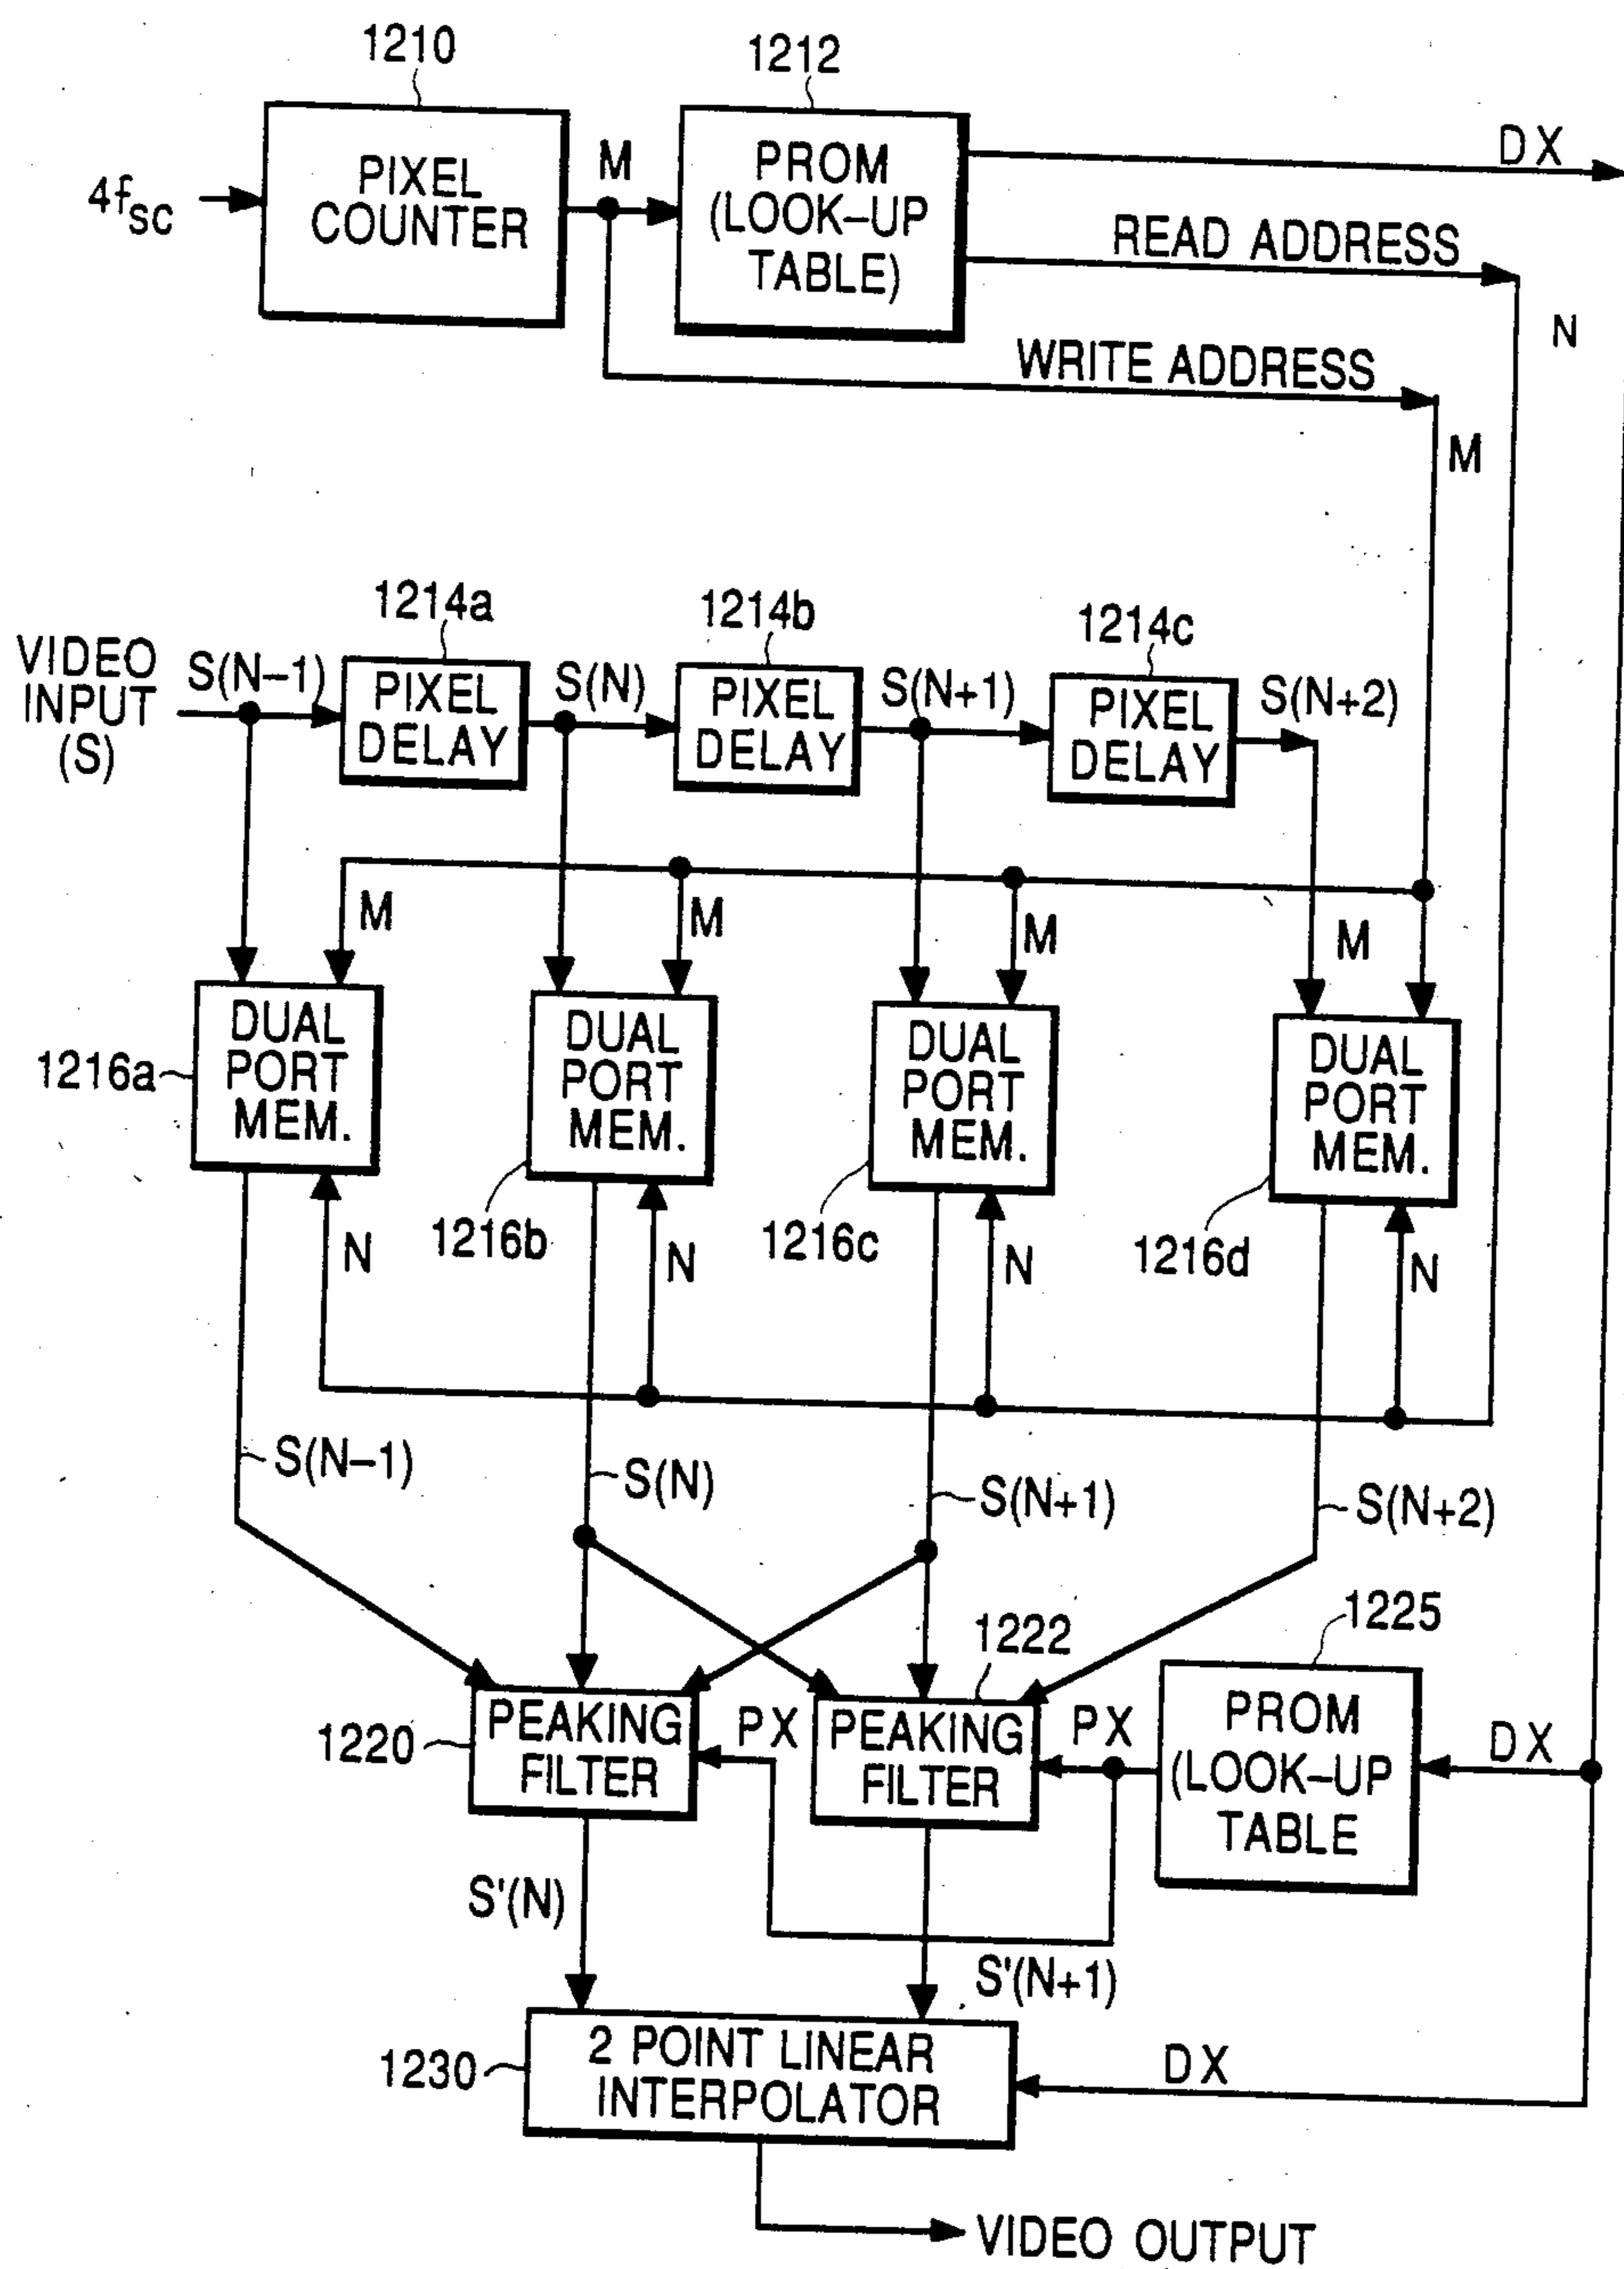 1210
1212
4fsc
PIXEL
COUNTER
M
PROM
(LOOK-UP
TABLE)
DX
READ ADDRESS
N
WRITE ADDRESS
M
1214a
1214b
1214c
VIDEO
INPUT
(S)
S(N-1)
PIXEL
DELAY
S(N)
PIXEL
DELAY
S(N+1)
PIXEL
DELAY
S(N+2)
M
M
M
M
1216a
DUAL
PORT
MEM.
DUAL
PORT
MEM.
DUAL
PORT
MEM.
DUAL
PORT
MEM.
1216b
1216c
1216d
N
N
N
N
S(N-1)
S(N)
S(N+1)
S(N+2)
1222
1225
1220
PEAKING
FILTER
PX
PEAKING
FILTER
PX
PROM
(LOOK-UP
TABLE
DX
S'(N)
S'(N+1)
1230
2 POINT LINEAR
INTERPOLATOR
DX
VIDEO OUTPUT